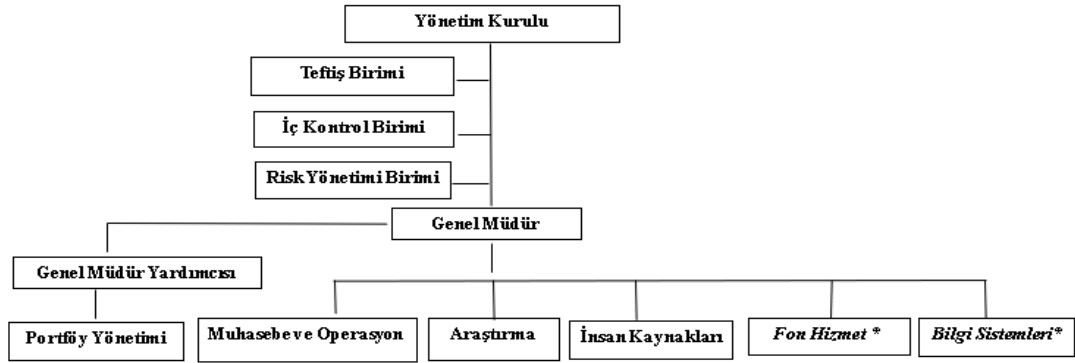 Yönetim Kurulu
Teftiş Birimi
İç Kontrol Birimi
Risk Yönetimi Birimi
Genel Müdür
Genel Müdür Yardımcısı
Portföy Yönetimi
Muhasebe ve Operasyon
Araştırma
İnsan Kaynakları
Fon Hizmet *
Bilgi Sistemleri*